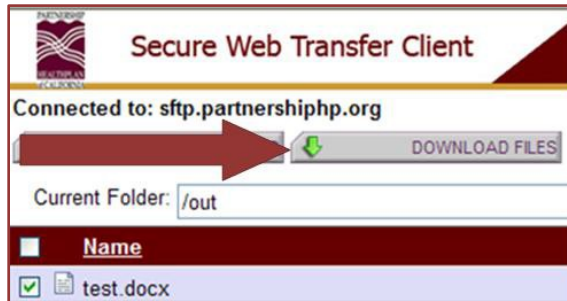 PARTNERSHIP
HEALTHPLAN
of CALIFORNIA
Secure Web Transfer Client
Connected to: sftp.partnershiphp.org
DOWNLOAD FILES
Current Folder: /out
Name
test.docx